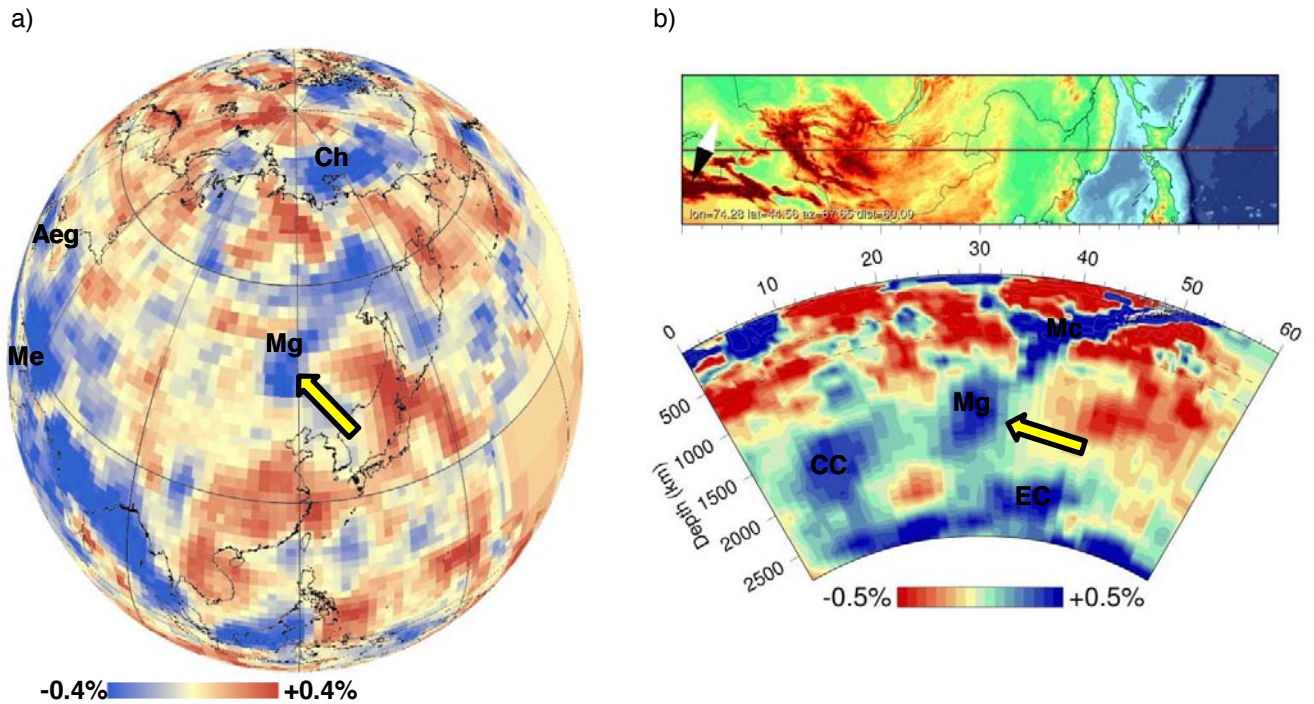 a)
b)
Ch
Aeg
Mg
Me
-0.4% +0.4%
lon=74.28 lat=44.56 az=67.65 dist=60.09
0 10 20 30 40 50 60
Mc
Mg
CC
EC
500
1000
1500
2000
2500
Depth (km)
-0.5% +0.5%